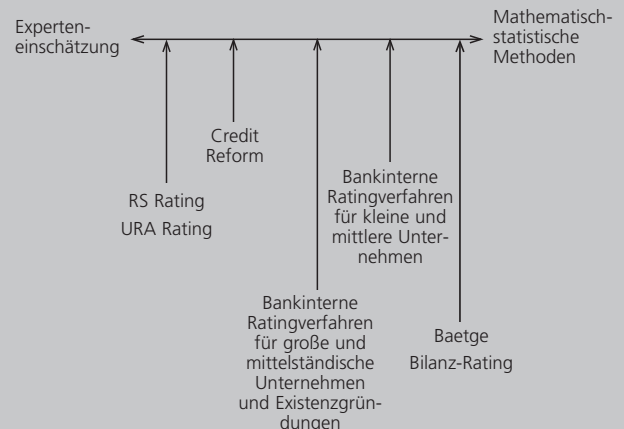 Experten-
einschätzung
Mathematisch-
statistische
Methoden
Credit
Reform
RS Rating
URA Rating
Bankinterne
Ratingverfahren
für kleine und
mittlere Unter-
nehmen
Bankinterne
Ratingverfahren
für große und
mittelständische
Unternehmen
und Existenzgrün-
dungen
Baetge
Bilanz-Rating